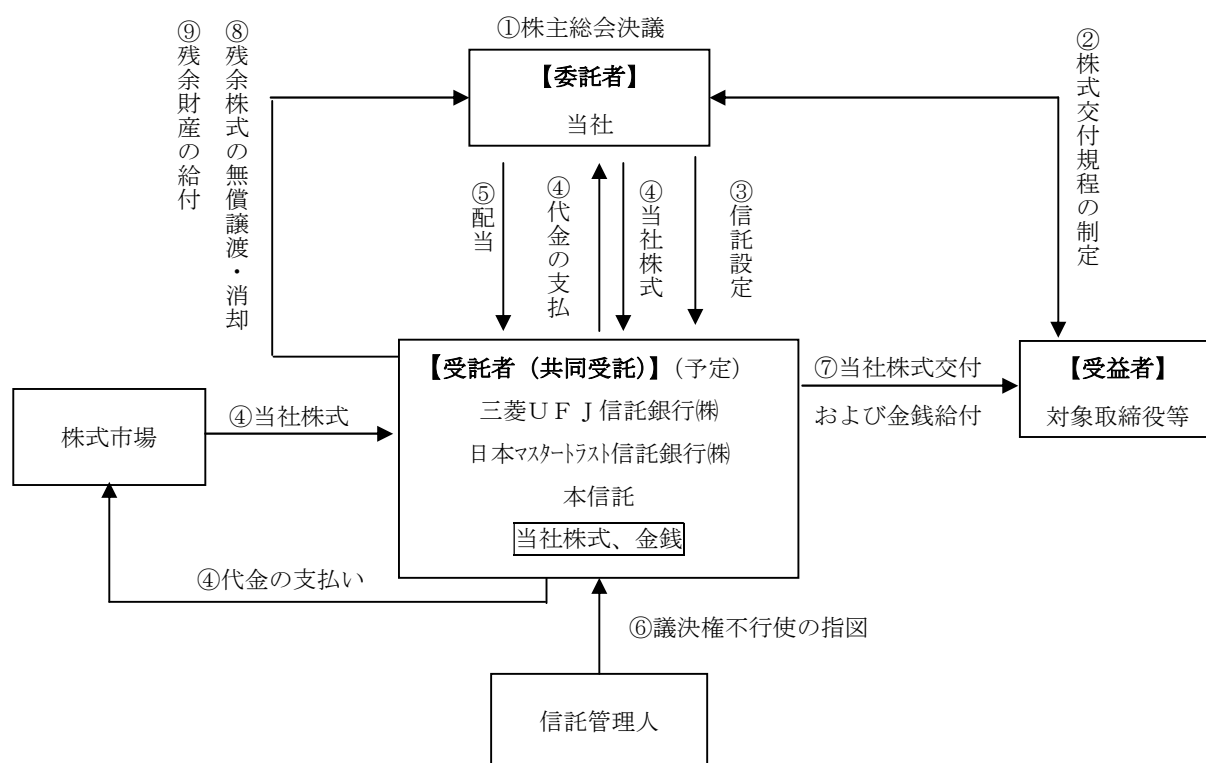 ①株主総会決議
【委託者】
当社
⑨残余財産の給付
⑧残余株式の無償譲渡・消却
②株式交付規程の制定
⑤配当
④代金の支払
④当社株式
③信託設定
【受託者（共同受託）】(予定)
三菱ＵＦＪ信託銀行㈱
日本ﾏｽﾀｰﾄﾗｽﾄ信託銀行㈱
本信託
当社株式、金銭
⑦当社株式交付
および金銭給付
【受益者】
対象取締役等
株式市場
④当社株式
④代金の支払い
⑥議決権不行使の指図
信託管理人